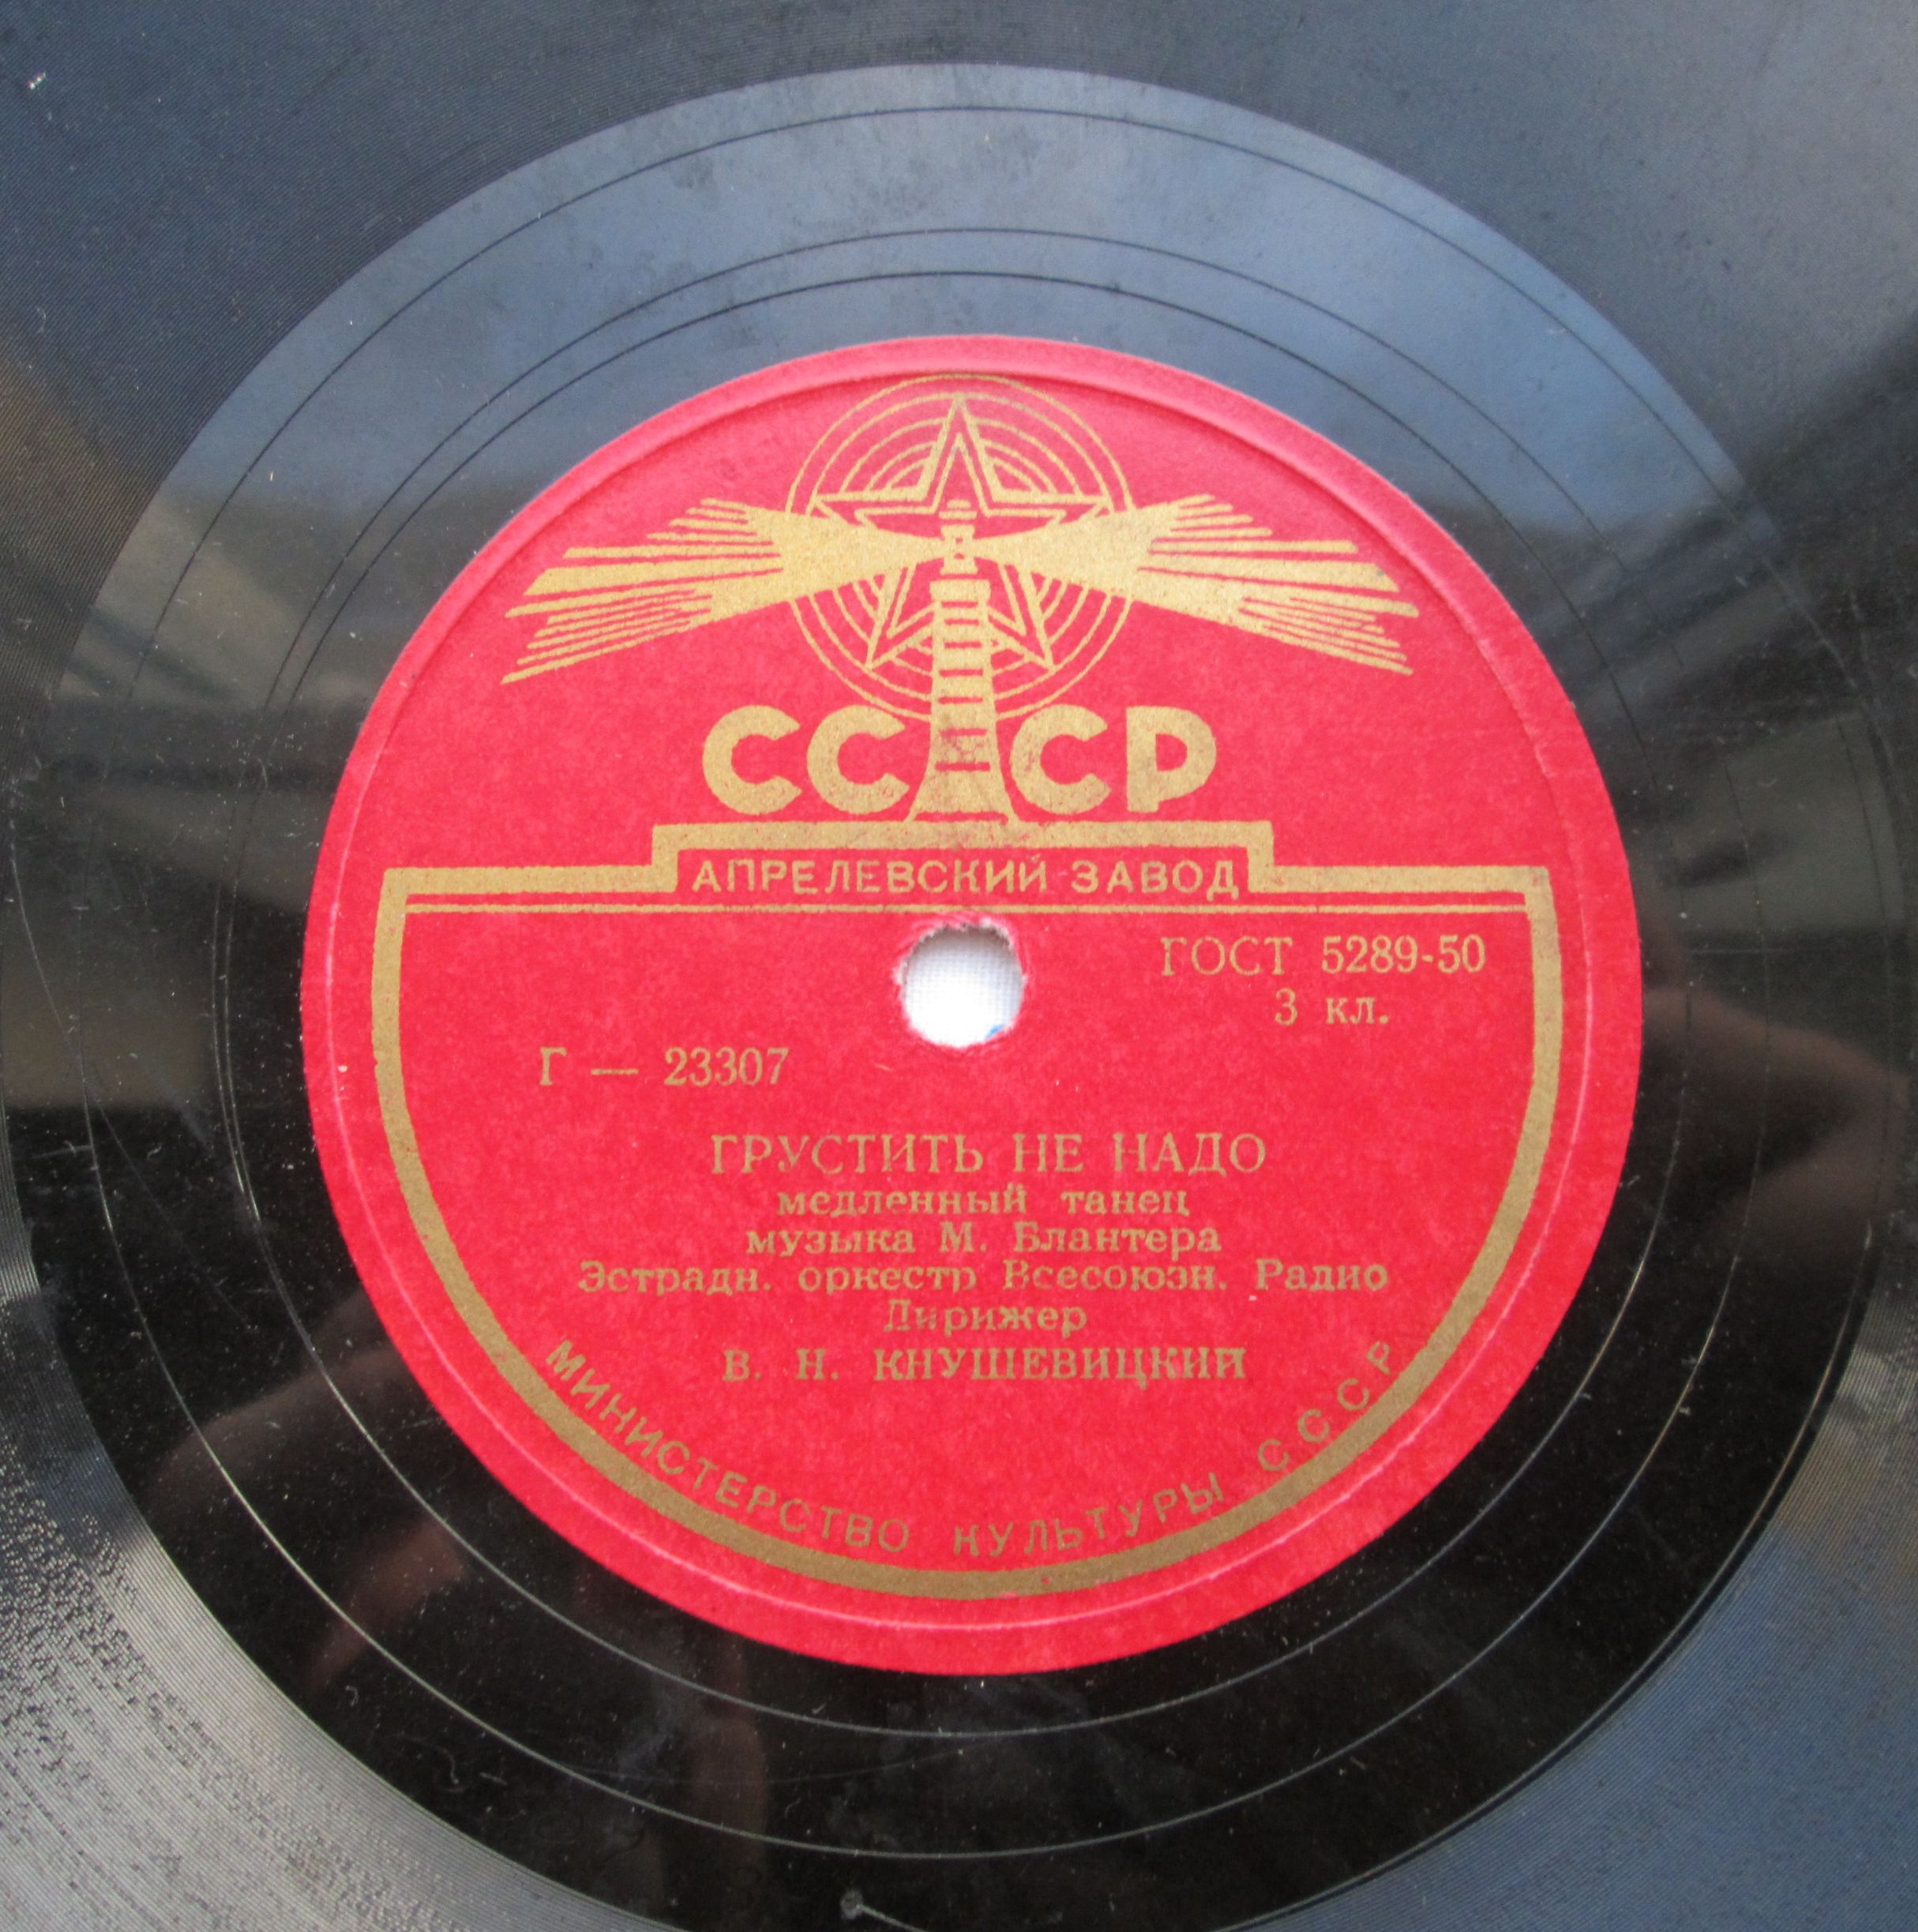 СССР
АПРЕЛЕВСКИЙ ЗАВОД
ГОСТ 5289-50
3 кл.
Г — 23307
ГРУСТИТЬ НЕ НАДО
медленный танец
музыка М. Блантера
Эстрадн. оркестр Всесоюзн. Радио
Дирижер
В. Н. КНУШЕВИЦКИЙ
МИНИСТЕРСТВО КУЛЬТУРЫ СССР